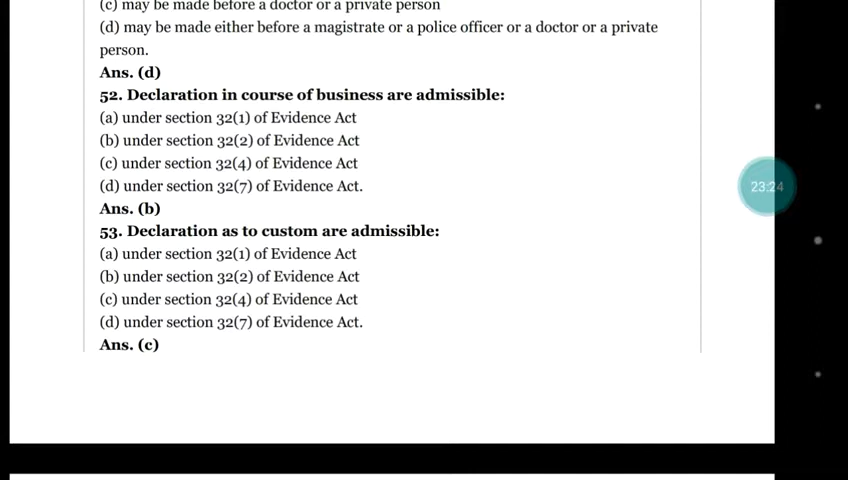 (c) may be made before a doctor or a private person
(d) may be made either before a magistrate or a police officer or a doctor or a private
person.
Ans. (d)
52. Declaration in course of business are admissible:
(a) under section 32(1) of Evidence Act
(b) under section 32(2) of Evidence Act
(c) under section 32(4) of Evidence Act
(d) under section 32(7) of Evidence Act.
Ans. (b)
53. Declaration as to custom are admissible:
(a) under section 32(1) of Evidence Act
(b) under section 32(2) of Evidence Act
(c) under section 32(4) of Evidence Act
(d) under section 32(7) of Evidence Act.
Ans. (c)
23:24